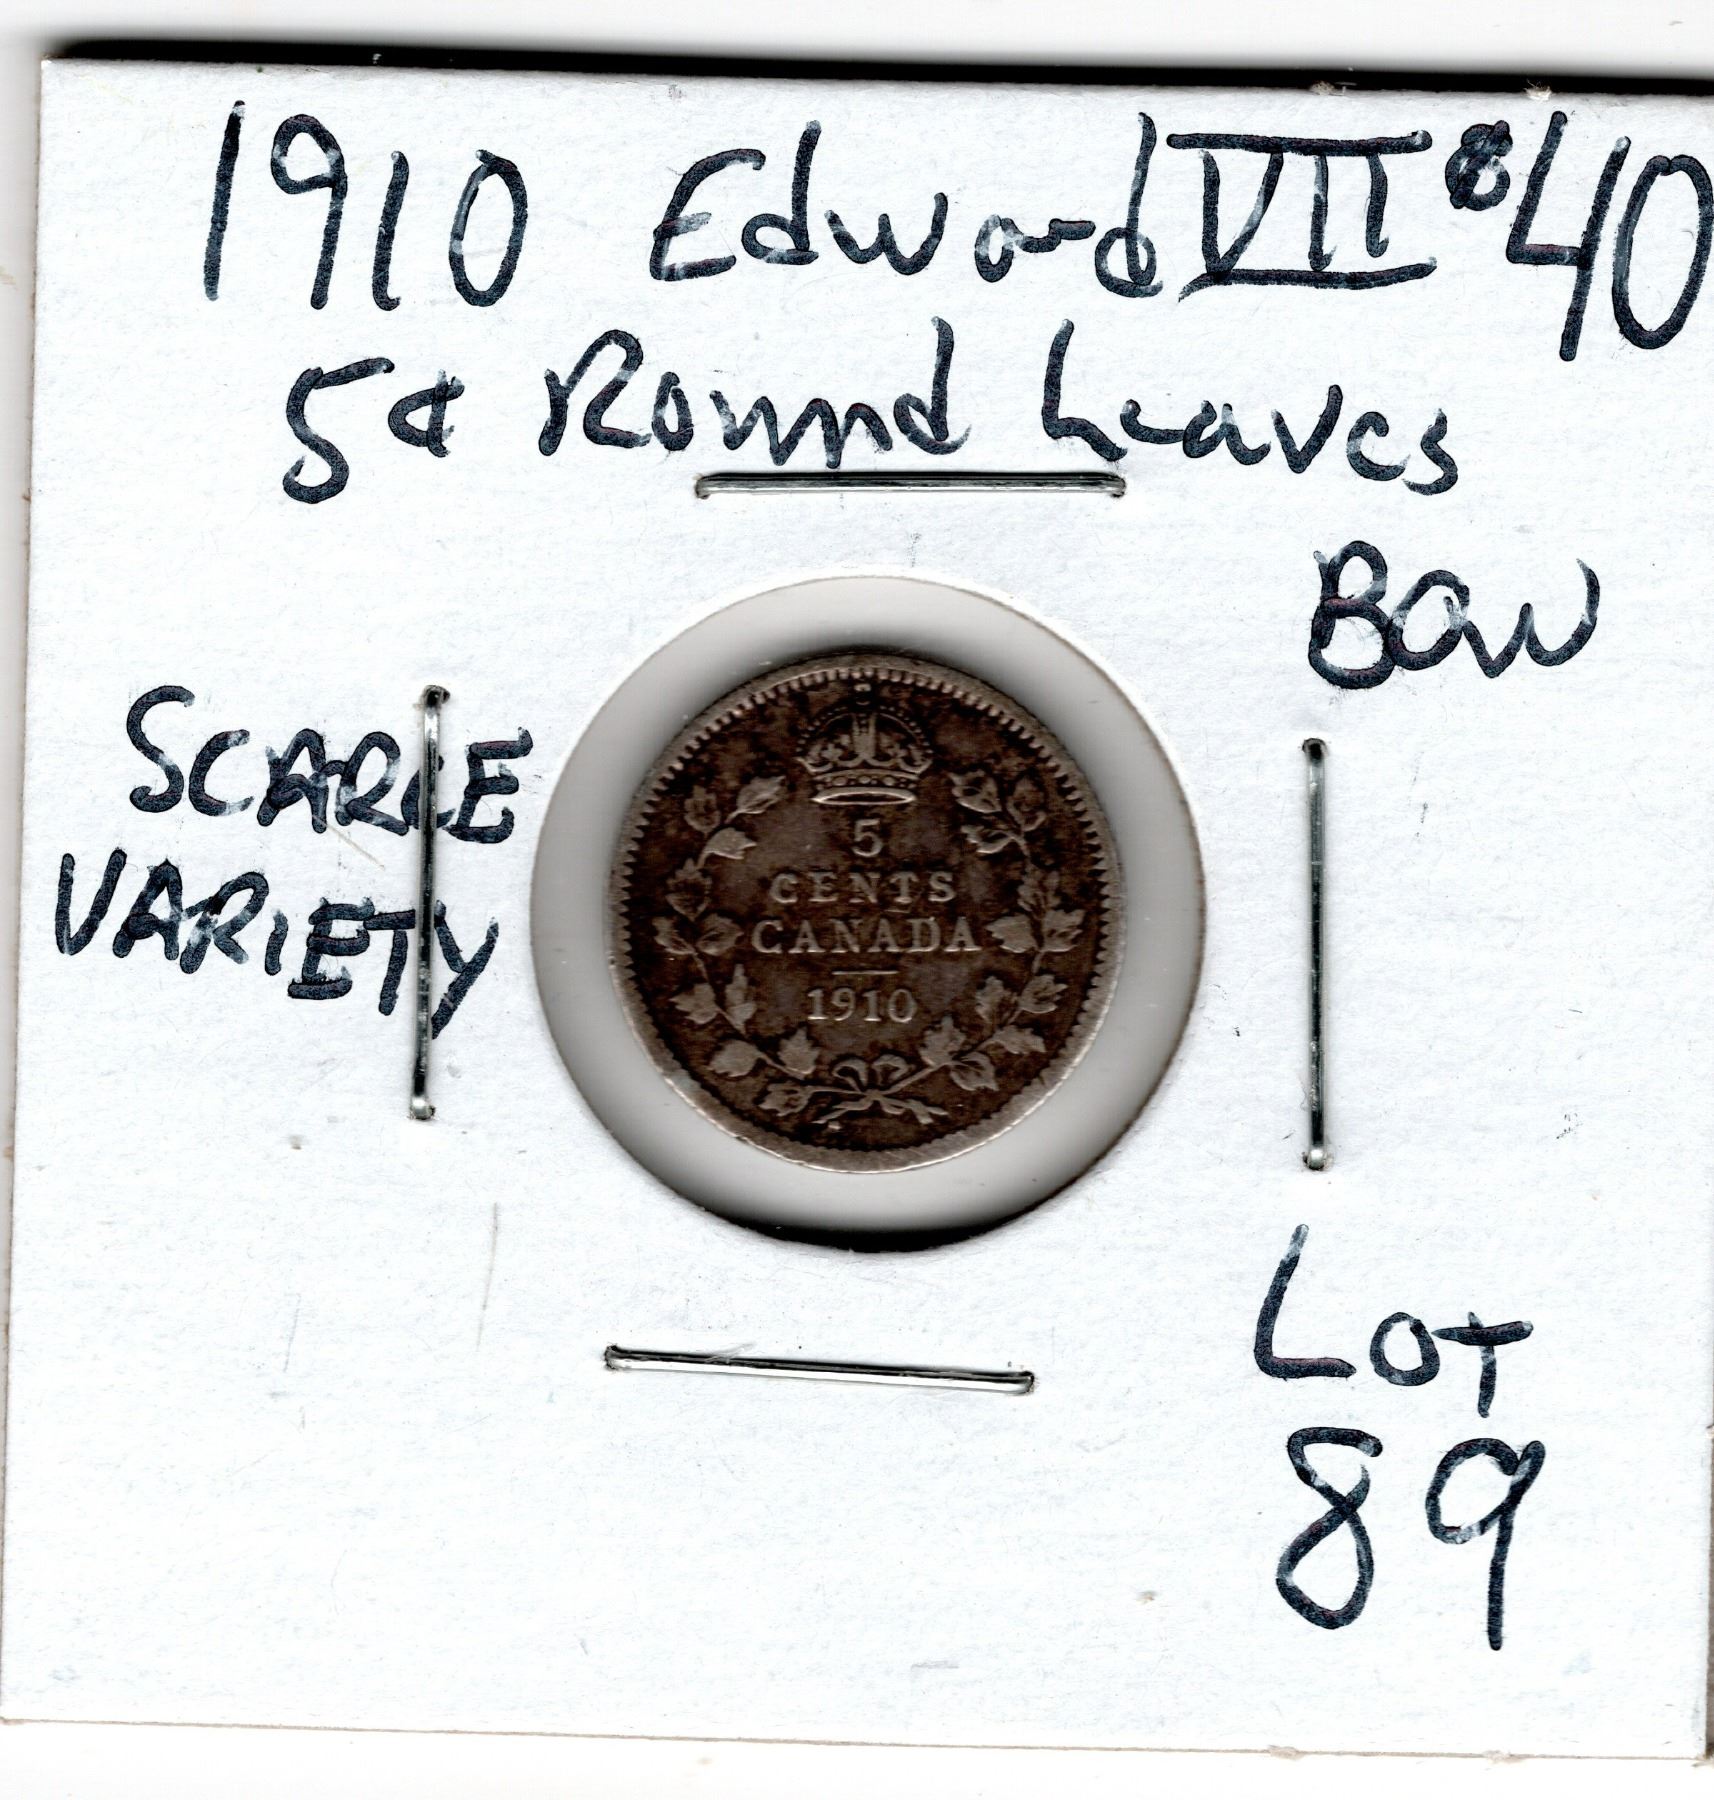 1910 Edward VII $40
5¢ Round Leaves
BOW
SCARCE
VARIETY
5
CENTS
CANADA
1910
LOT
89